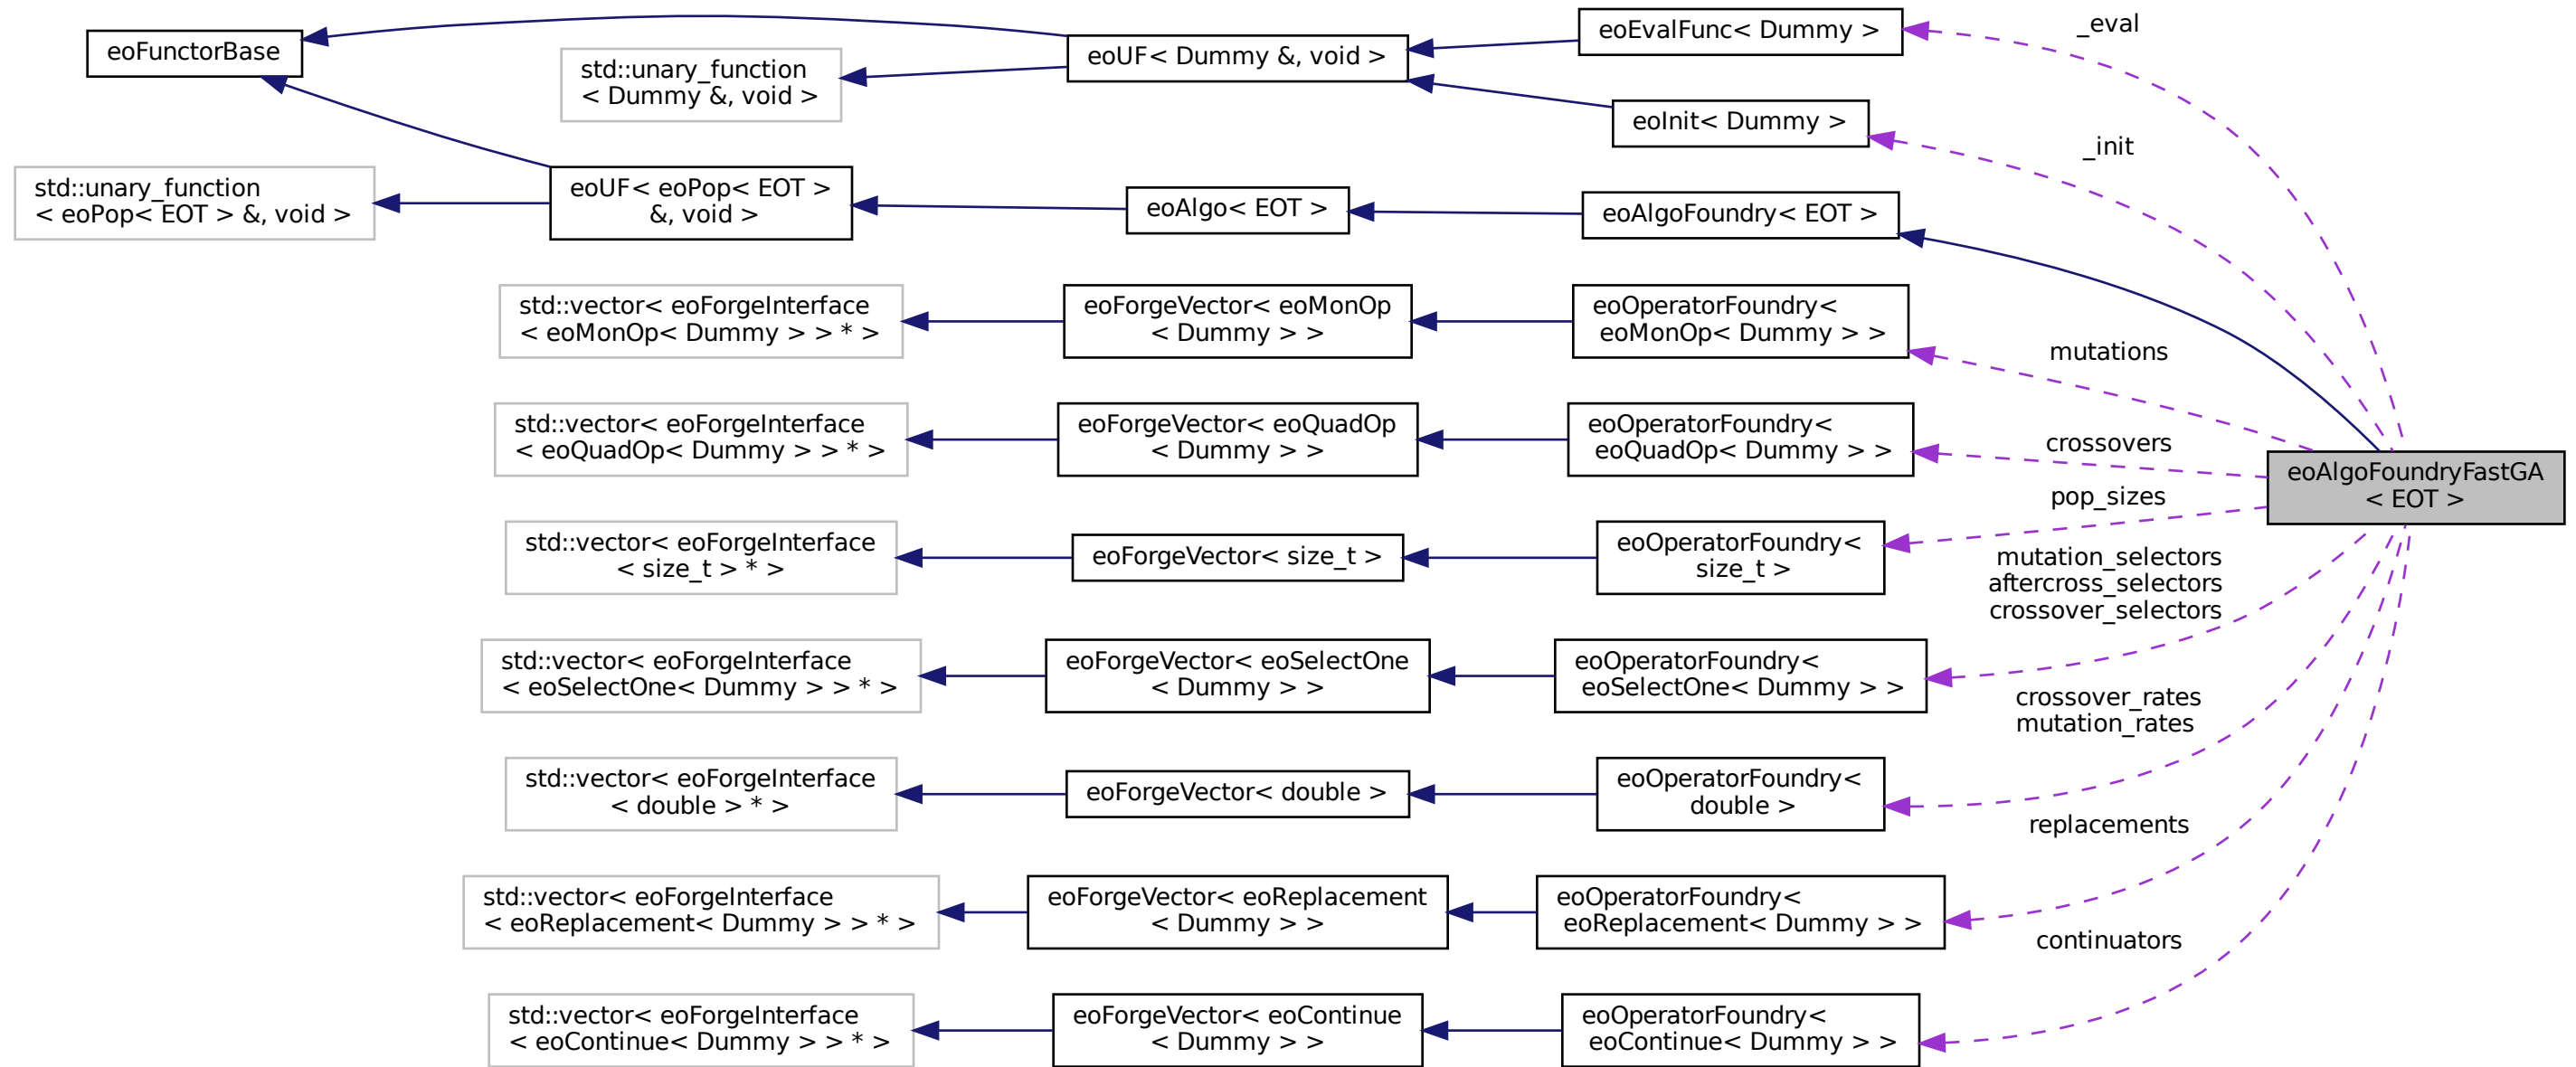 eoFunctorBase
std::unary_function
< Dummy &, void >
eoUF< Dummy &, void >
eoEvalFunc< Dummy >
_eval
eoInit< Dummy >
_init
std::unary_function
< eoPop< EOT > &, void >
eoUF< eoPop< EOT >
&, void >
eoAlgo< EOT >
eoAlgoFoundry< EOT >
std::vector< eoForgeInterface
< eoMonOp< Dummy > > * >
eoForgeVector< eoMonOp
< Dummy > >
eoOperatorFoundry<
eoMonOp< Dummy > >
mutations
std::vector< eoForgeInterface
< eoQuadOp< Dummy > > * >
eoForgeVector< eoQuadOp
< Dummy > >
eoOperatorFoundry<
eoQuadOp< Dummy > >
crossovers
eoAlgoFoundryFastGA
< EOT >
pop_sizes
std::vector< eoForgeInterface
< size_t > * >
eoForgeVector< size_t >
eoOperatorFoundry<
size_t >
mutation_selectors
aftercross_selectors
crossover_selectors
std::vector< eoForgeInterface
< eoSelectOne< Dummy > > * >
eoForgeVector< eoSelectOne
< Dummy > >
eoOperatorFoundry<
eoSelectOne< Dummy > >
crossover_rates
mutation_rates
std::vector< eoForgeInterface
< double > * >
eoForgeVector< double >
eoOperatorFoundry<
double >
replacements
std::vector< eoForgeInterface
< eoReplacement< Dummy > > * >
eoForgeVector< eoReplacement
< Dummy > >
eoOperatorFoundry<
eoReplacement< Dummy > >
continuators
std::vector< eoForgeInterface
< eoContinue< Dummy > > * >
eoForgeVector< eoContinue
< Dummy > >
eoOperatorFoundry<
eoContinue< Dummy > >